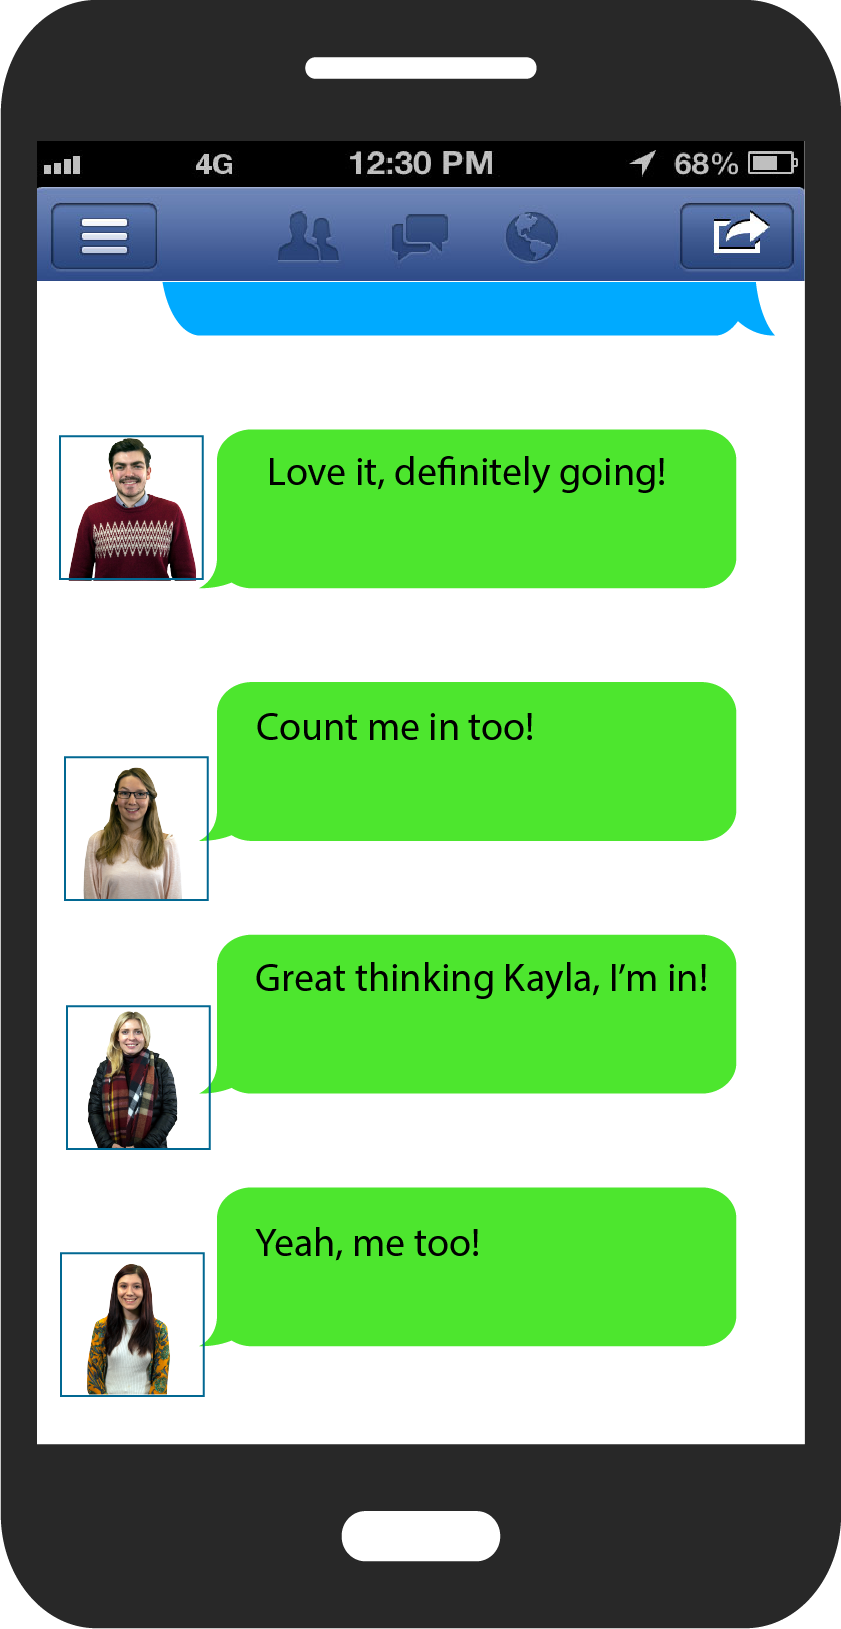 4G 12:30 PM 68%
Love it, definitely going!
Count me in too!
Great thinking Kayla, I’m in!
Yeah, me too!